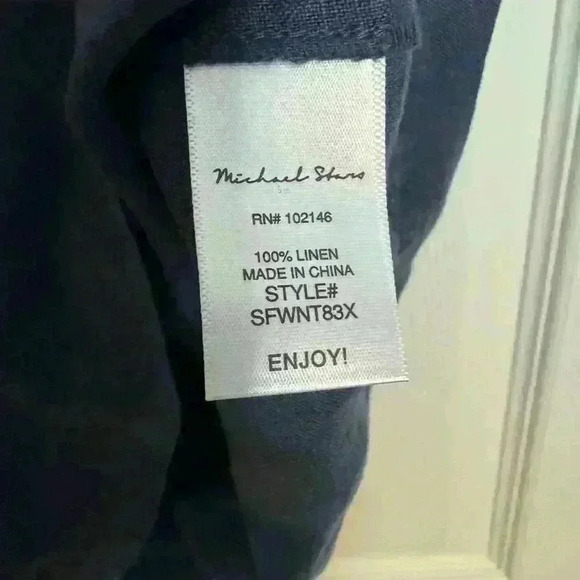 Michael Stars
RN# 102146
100% LINEN
MADE IN CHINA
STYLE#
SFWNT83X
ENJOY!